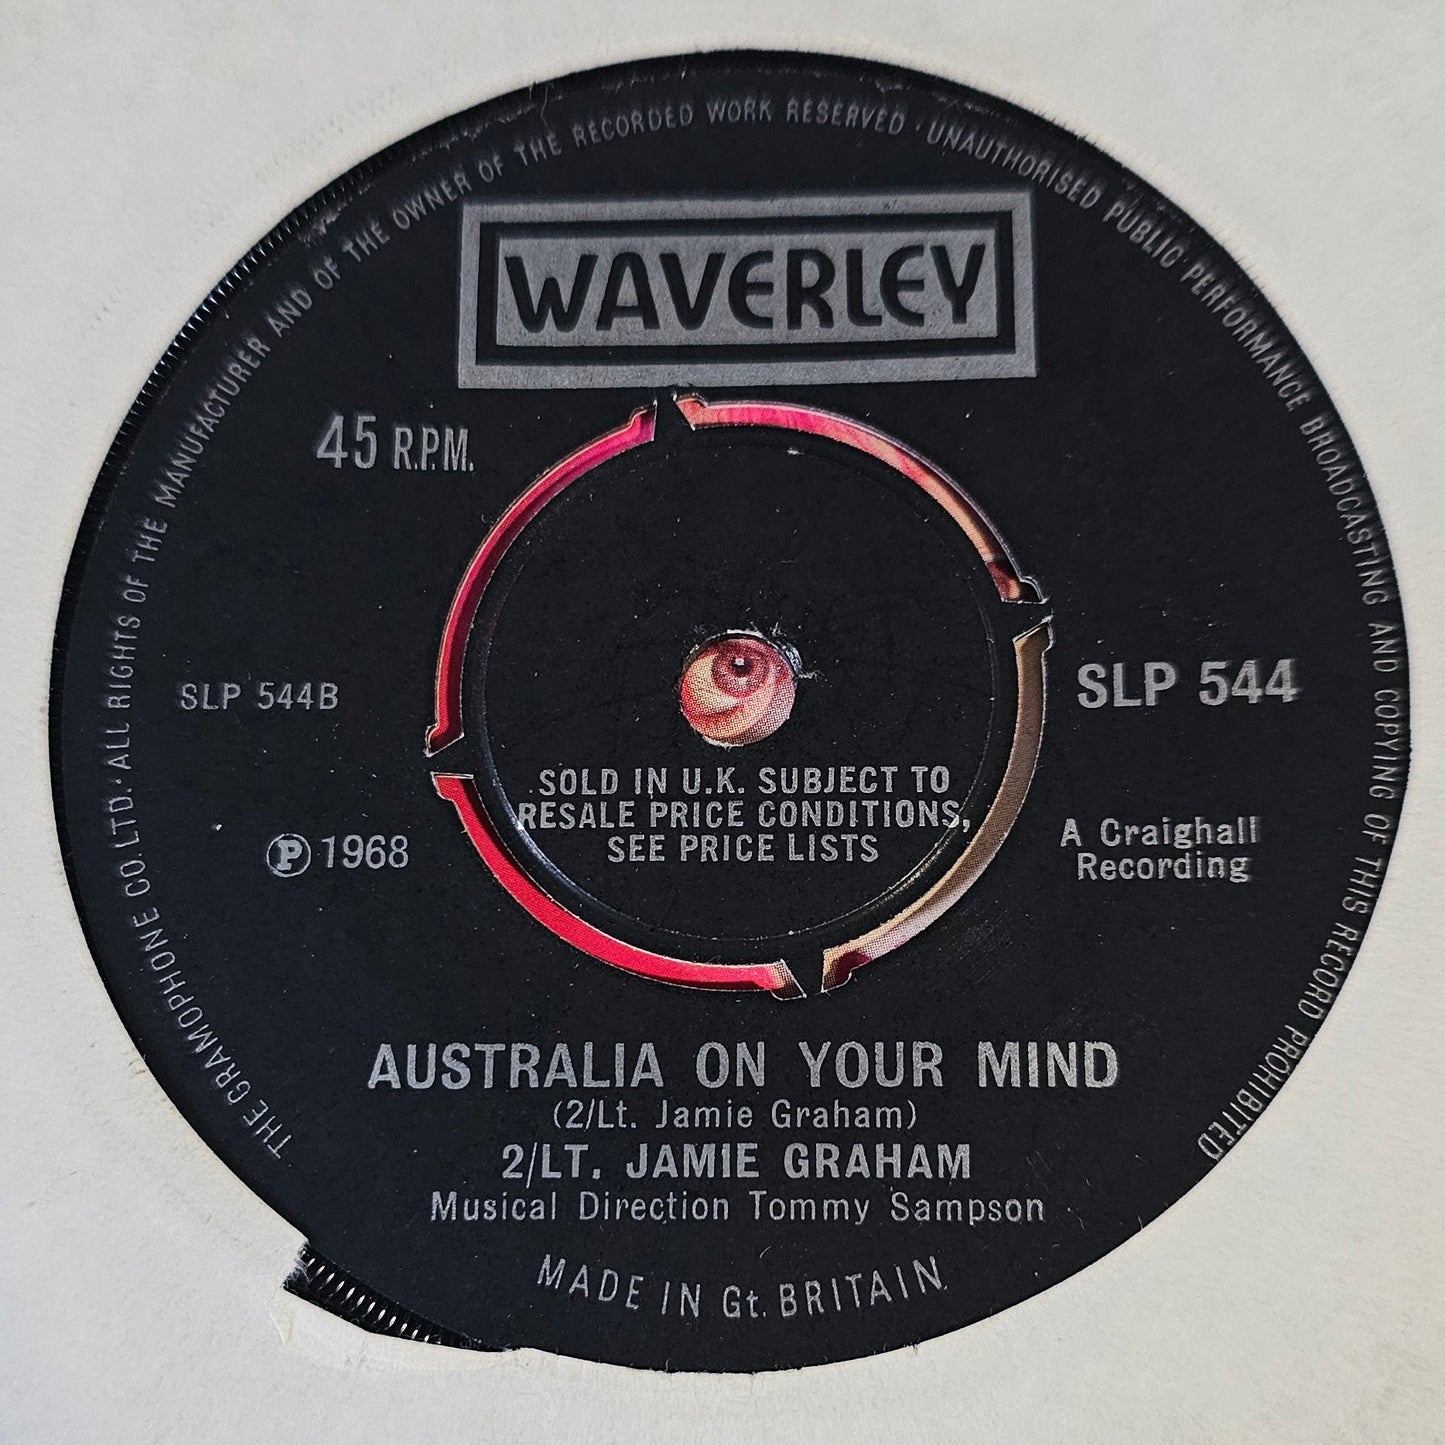 THE GRAMOPHONE CO. LTD. · ALL RIGHTS OF THE MANUFACTURER AND OF THE OWNER OF THE RECORDED WORK RESERVED · UNAUTHORISED PUBLIC PERFORMANCE BROADCASTING AND COPYING OF THIS RECORD PROHIBITED
WAVERLEY
45 R.P.M.
SLP 544B
SLP 544
SOLD IN U.K. SUBJECT TO
RESALE PRICE CONDITIONS,
SEE PRICE LISTS
Ⓟ 1968
A Craighall
Recording
AUSTRALIA ON YOUR MIND
(2/Lt. Jamie Graham)
2/LT. JAMIE GRAHAM
Musical Direction Tommy Sampson
MADE IN Gt. BRITAIN